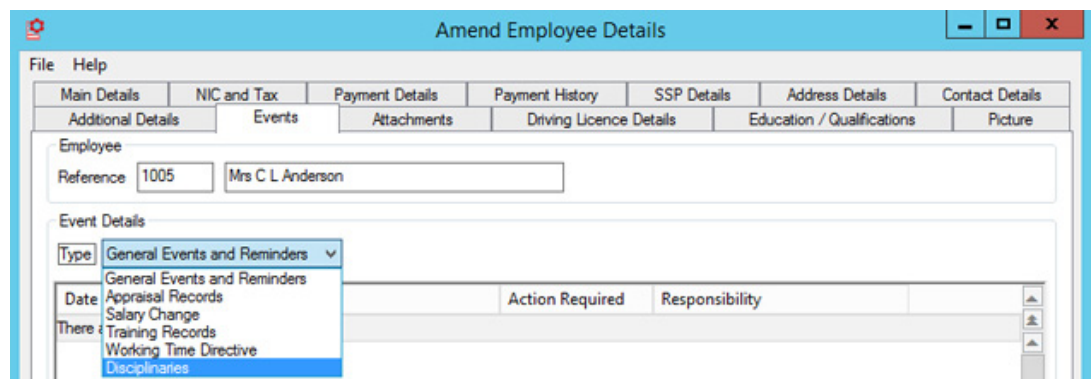 Amend Employee Details
File Help
Main Details NIC and Tax Payment Details Payment History SSP Details Address Details Contact Details
Additional Details Events Attachments Driving Licence Details Education / Qualifications Picture
Employee
Reference 1005 Mrs C L Anderson
Event Details
Type General Events and Reminders
General Events and Reminders
Date Action Required Responsibility
Appraisal Records
Salary Change
There
Training Records
Working Time Directive
Disciplinaries